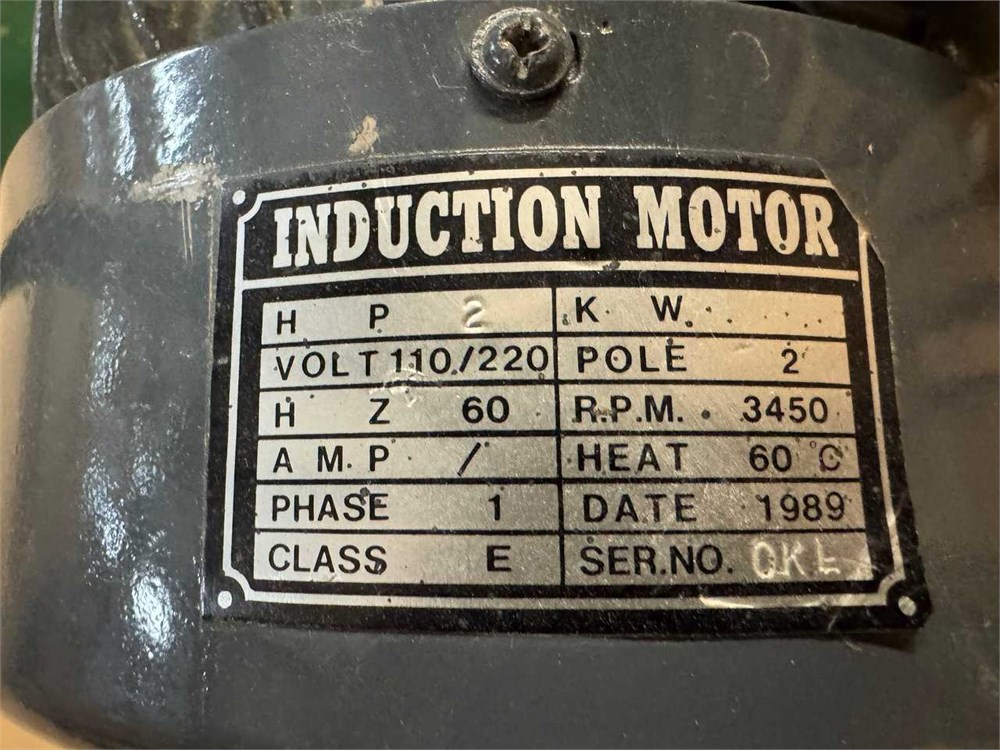 INDUCTION MOTOR
H P 2 K. W.
VOLT 110/220 POLE 2
H Z 60 R.P.M. 3450
A M.P / HEAT 60 °C
PHASE 1 DATE 1989
CLASS E SER.NO. CKL